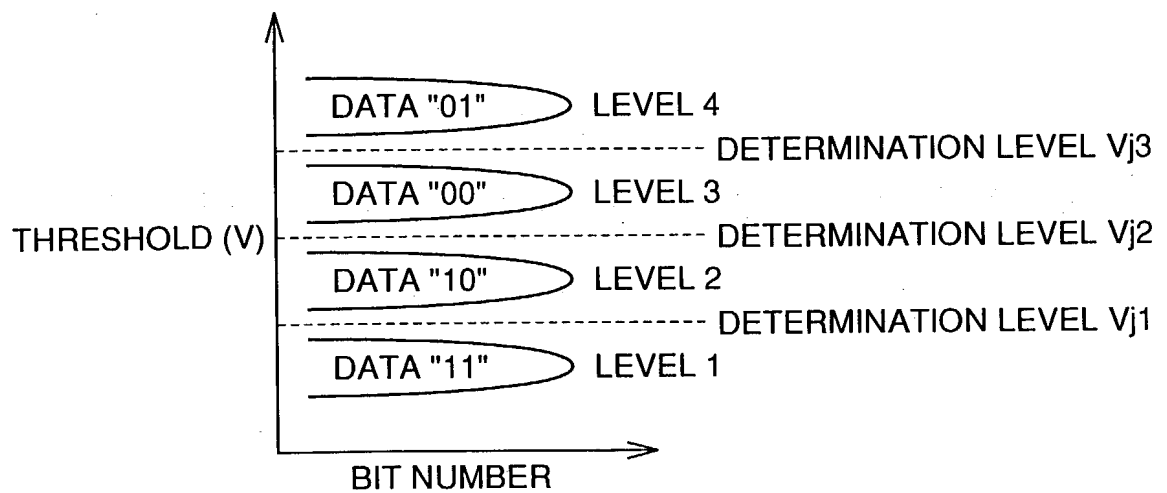 DATA "01" LEVEL 4
DETERMINATION LEVEL Vj3
DATA "00" LEVEL 3
THRESHOLD (V)
DETERMINATION LEVEL Vj2
DATA "10" LEVEL 2
DETERMINATION LEVEL Vj1
DATA "11" LEVEL 1
BIT NUMBER